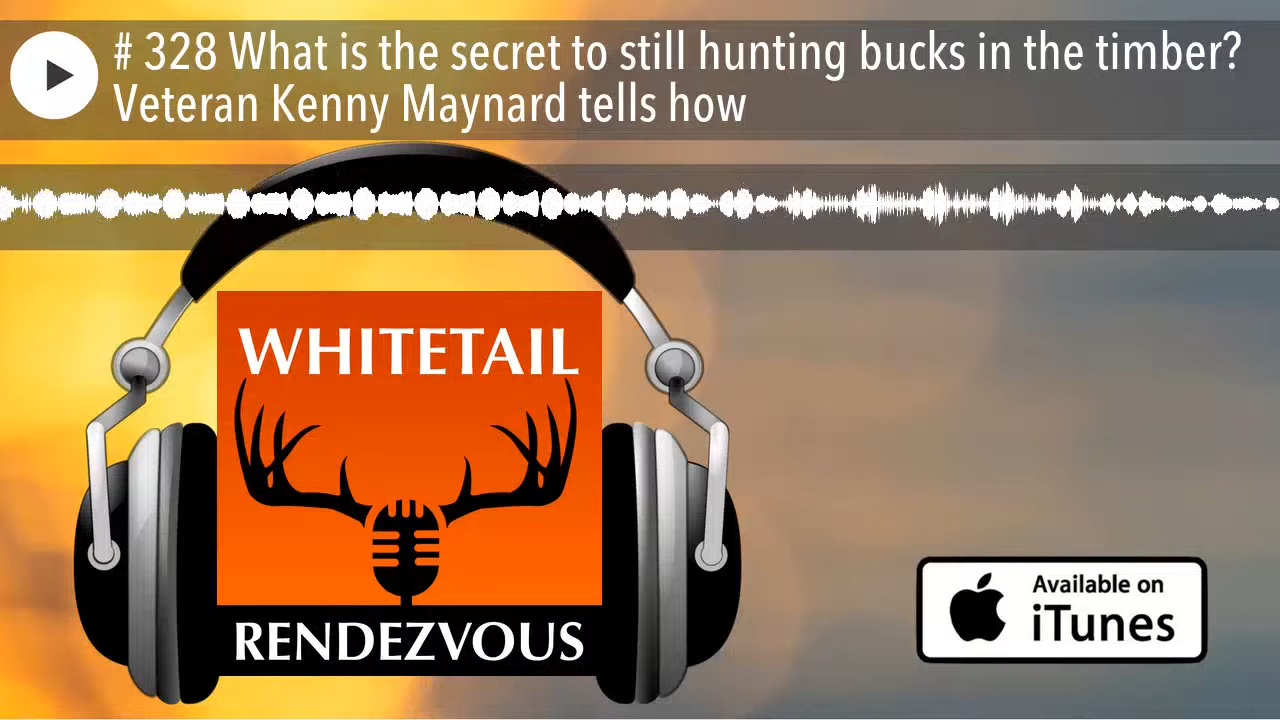 # 328 What is the secret to still hunting bucks in the timber?
Veteran Kenny Maynard tells how
WHITETAIL
RENDEZVOUS
Available on
iTunes